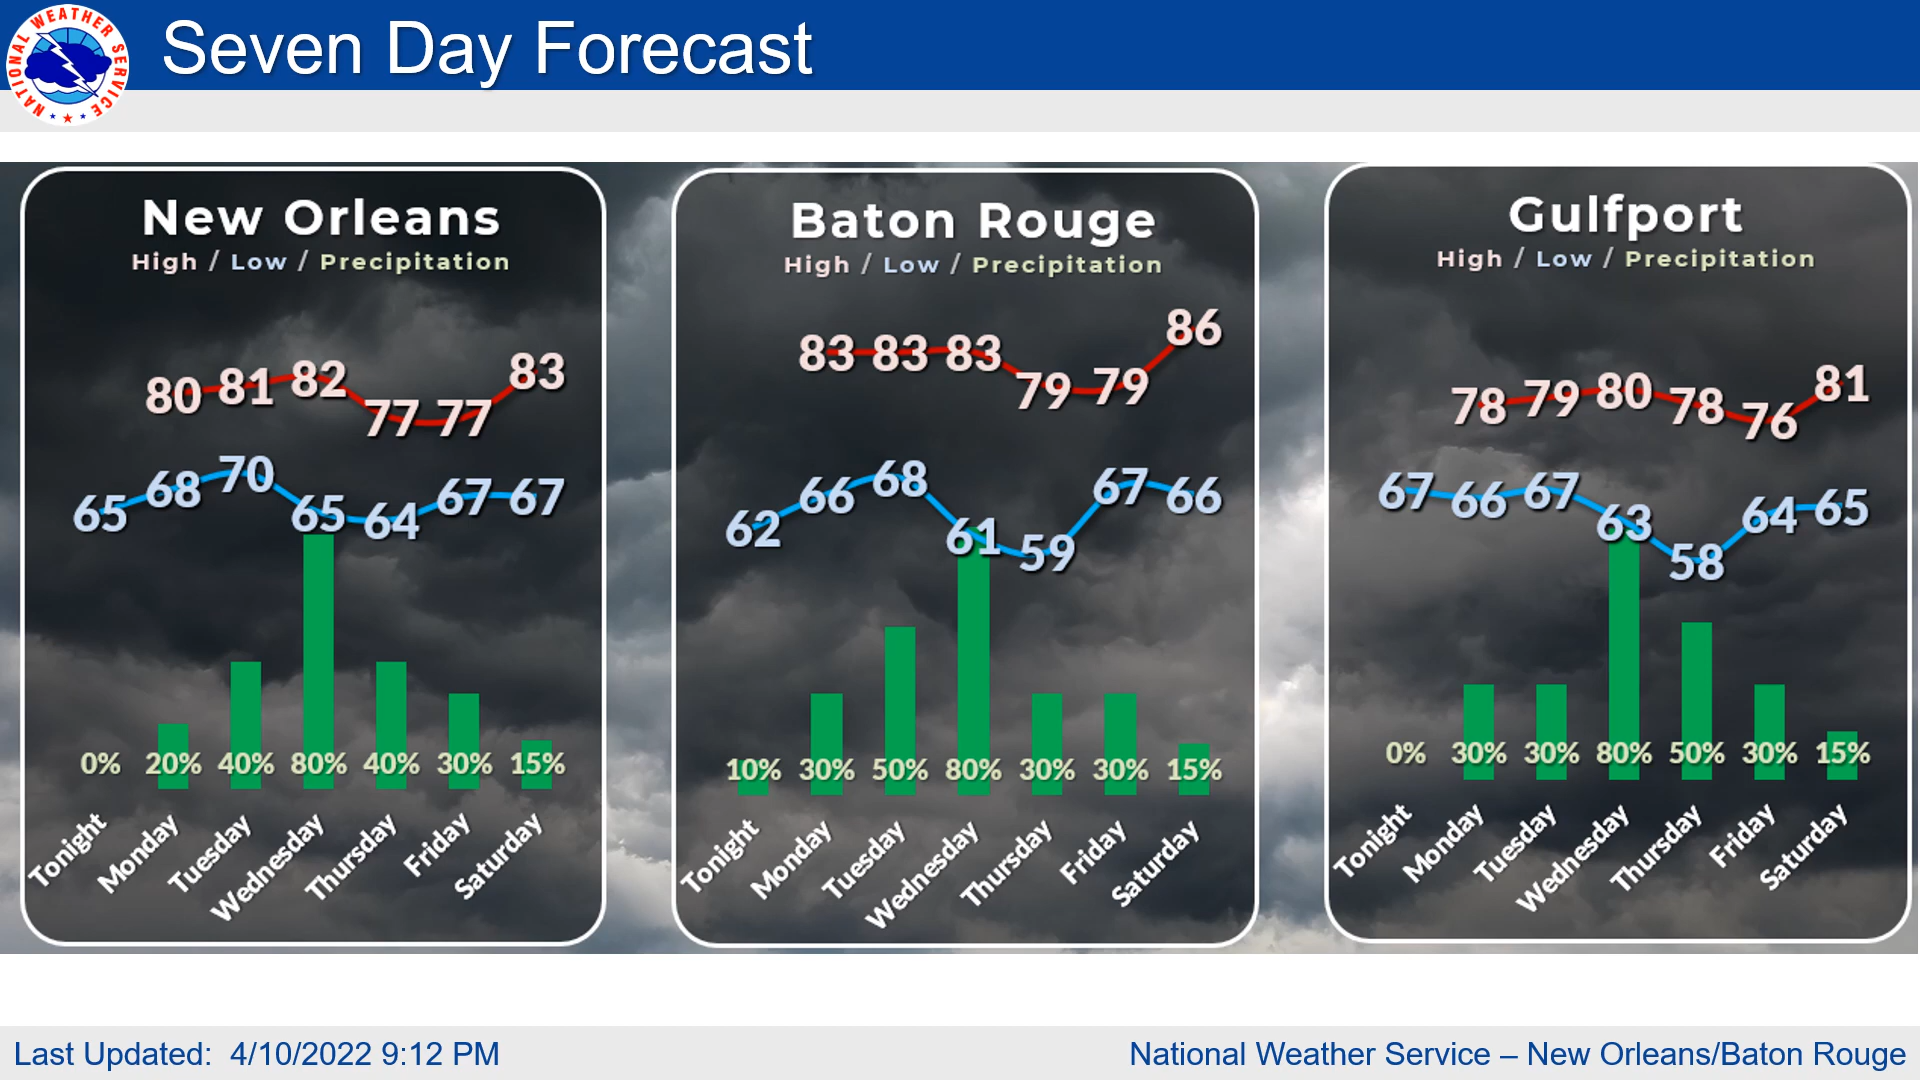 NATIONAL WEATHER SERVICE
Seven Day Forecast
New Orleans
High / Low / Precipitation
80 81 82 77 77 83
65 68 70 65 64 67 67
0% 20% 40% 80% 40% 30% 15%
Tonight Monday Tuesday Wednesday Thursday Friday Saturday
Baton Rouge
High / Low / Precipitation
83 83 83 79 79 86
62 66 68 61 59 67 66
10% 30% 50% 80% 30% 30% 15%
Tonight Monday Tuesday Wednesday Thursday Friday Saturday
Gulfport
High / Low / Precipitation
78 79 80 78 76 81
67 66 67 63 58 64 65
0% 30% 30% 80% 50% 30% 15%
Tonight Monday Tuesday Wednesday Thursday Friday Saturday
Last Updated: 4/10/2022 9:12 PM
National Weather Service – New Orleans/Baton Rouge